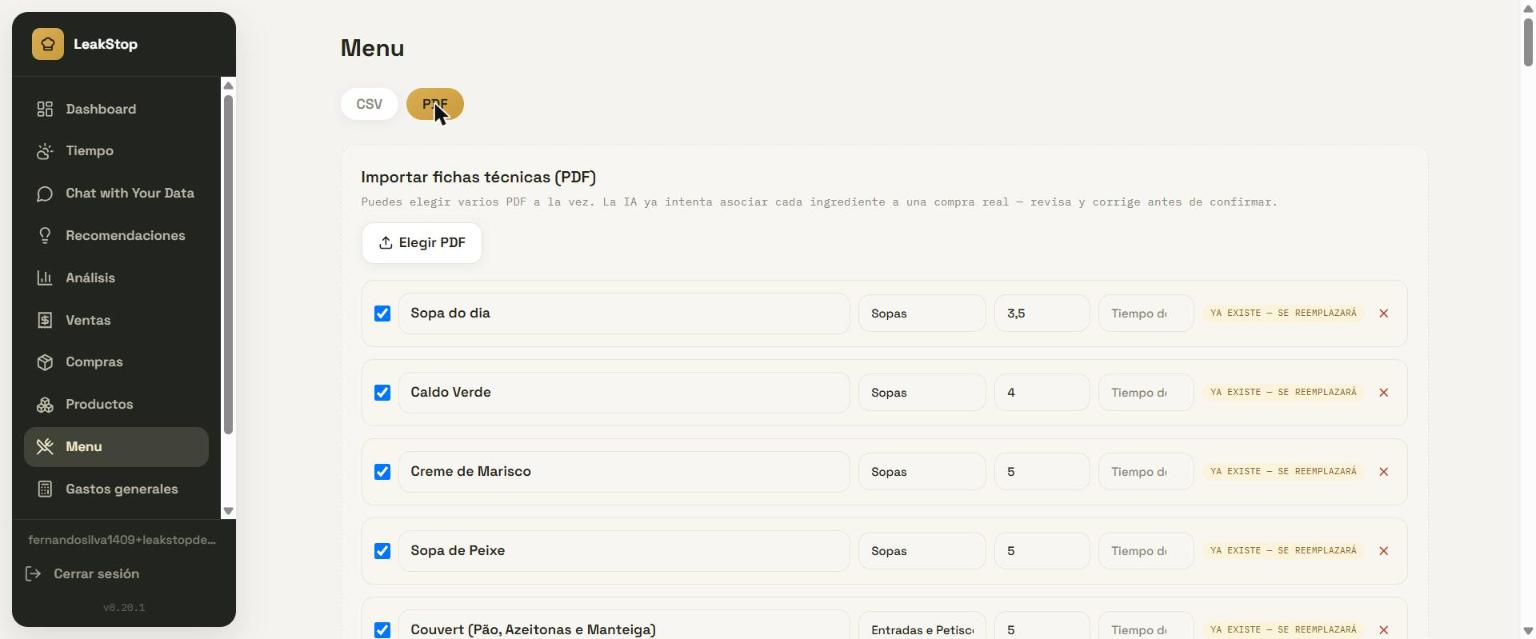 LeakStop
Dashboard
Tiempo
Chat with Your Data
Recomendaciones
Análisis
Ventas
Compras
Productos
Menu
Gastos generales
fernandosilva1409+leakstopde…
Cerrar sesión
v0.20.1
Menu
CSV PDF
Importar fichas técnicas (PDF)
Puedes elegir varios PDF a la vez. La IA ya intenta asociar cada ingrediente a una compra real — revisa y corrige antes de confirmar.
Elegir PDF
Sopa do dia Sopas 3,5 Tiempo de YA EXISTE — SE REEMPLAZARÁ
Caldo Verde Sopas 4 Tiempo de YA EXISTE — SE REEMPLAZARÁ
Creme de Marisco Sopas 5 Tiempo de YA EXISTE — SE REEMPLAZARÁ
Sopa de Peixe Sopas 5 Tiempo de YA EXISTE — SE REEMPLAZARÁ
Couvert (Pão, Azeitonas e Manteiga) Entradas e Petisc 5 Tiempo de YA EXISTE — SE REEMPLAZARÁ